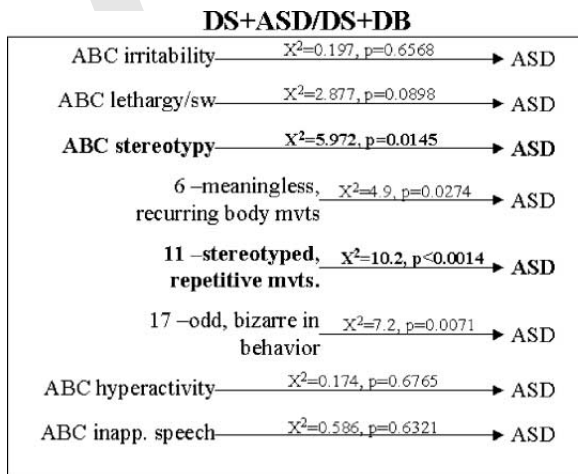 DS+ASD/DS+DB
ABC irritability X²=0.197, p=0.6568 ASD
ABC lethargy/sw X²=2.877, p=0.0898 ASD
ABC stereotypy X²=5.972, p=0.0145 ASD
6 –meaningless, X²=4.9, p=0.0274 ASD
recurring body mvts
11 –stereotyped, X²=10.2, p<0.0014 ASD
repetitive mvts.
17 –odd, bizarre in X²=7.2, p=0.0071 ASD
behavior
ABC hyperactivity X²=0.174, p=0.6765 ASD
ABC inapp. speech X²=0.586, p=0.6321 ASD